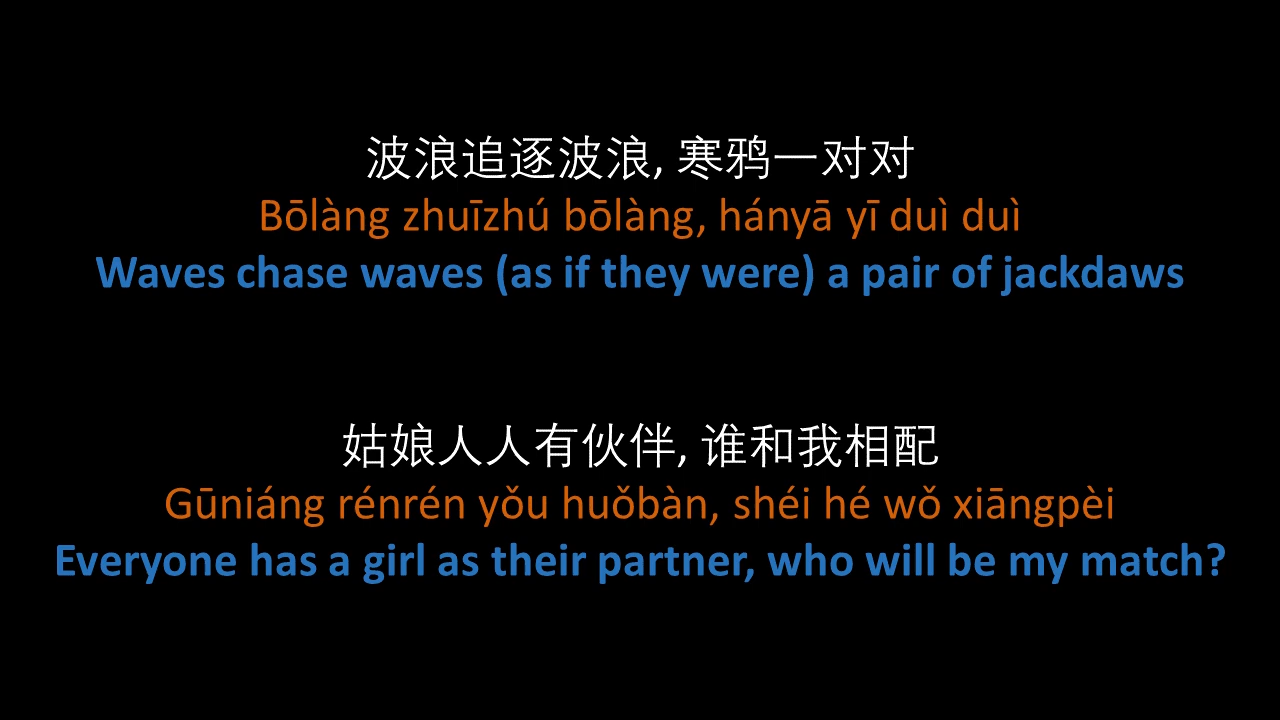 波浪追逐波浪, 寒鸦一对对
Bōlàng zhuīzhú bōlàng, hányā yī duì duì
Waves chase waves (as if they were) a pair of jackdaws
姑娘人人有伙伴, 谁和我相配
Gūniáng rénrén yǒu huǒbàn, shéi hé wǒ xiāngpèi
Everyone has a girl as their partner, who will be my match?